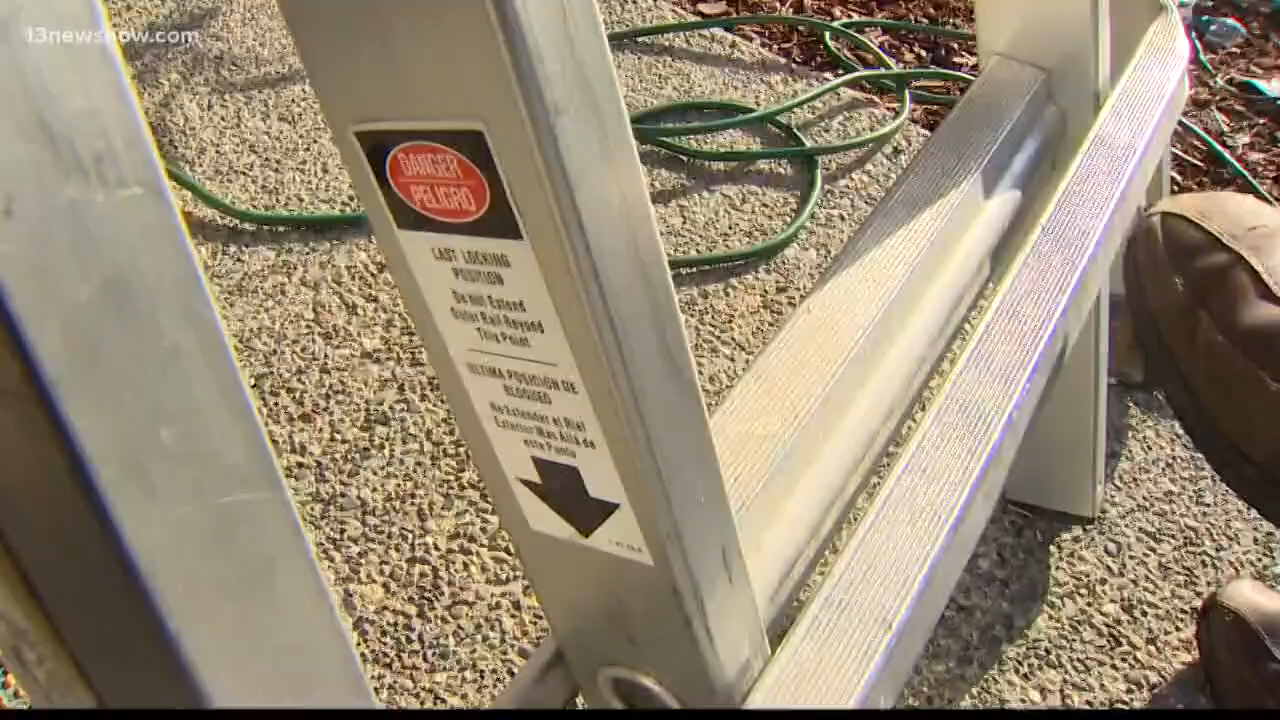 13newsnow.com
DANGER
PELIGRO
LAST LOCKING
POSITION
Do Not Extend
Outer Rail Beyond
This Point
ULTIMA POSICIÓN DE
BLOQUEO
No Extender el Riel
Exterior Mas Allá de
este Punto